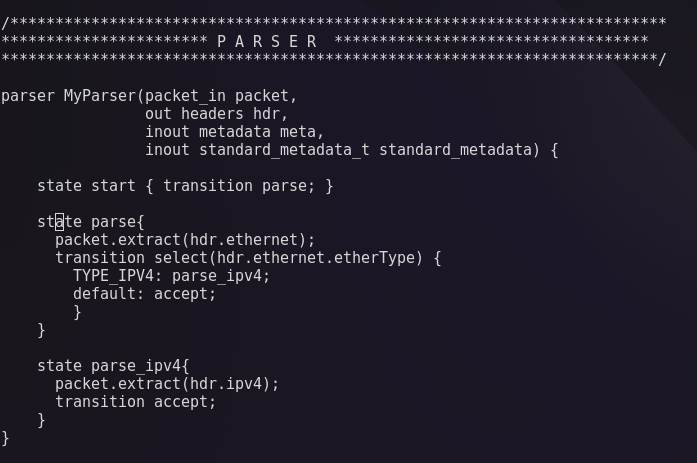 /*************************************************************************
*********************** P A R S E R  ***********************************
*************************************************************************/
parser MyParser(packet_in packet,
                out headers hdr,
                inout metadata meta,
                inout standard_metadata_t standard_metadata) {
    state start { transition parse; }
    state parse{
      packet.extract(hdr.ethernet);
      transition select(hdr.ethernet.etherType) {
        TYPE_IPV4: parse_ipv4;
        default: accept;
        }
    }
    state parse_ipv4{
      packet.extract(hdr.ipv4);
      transition accept;
    }
}